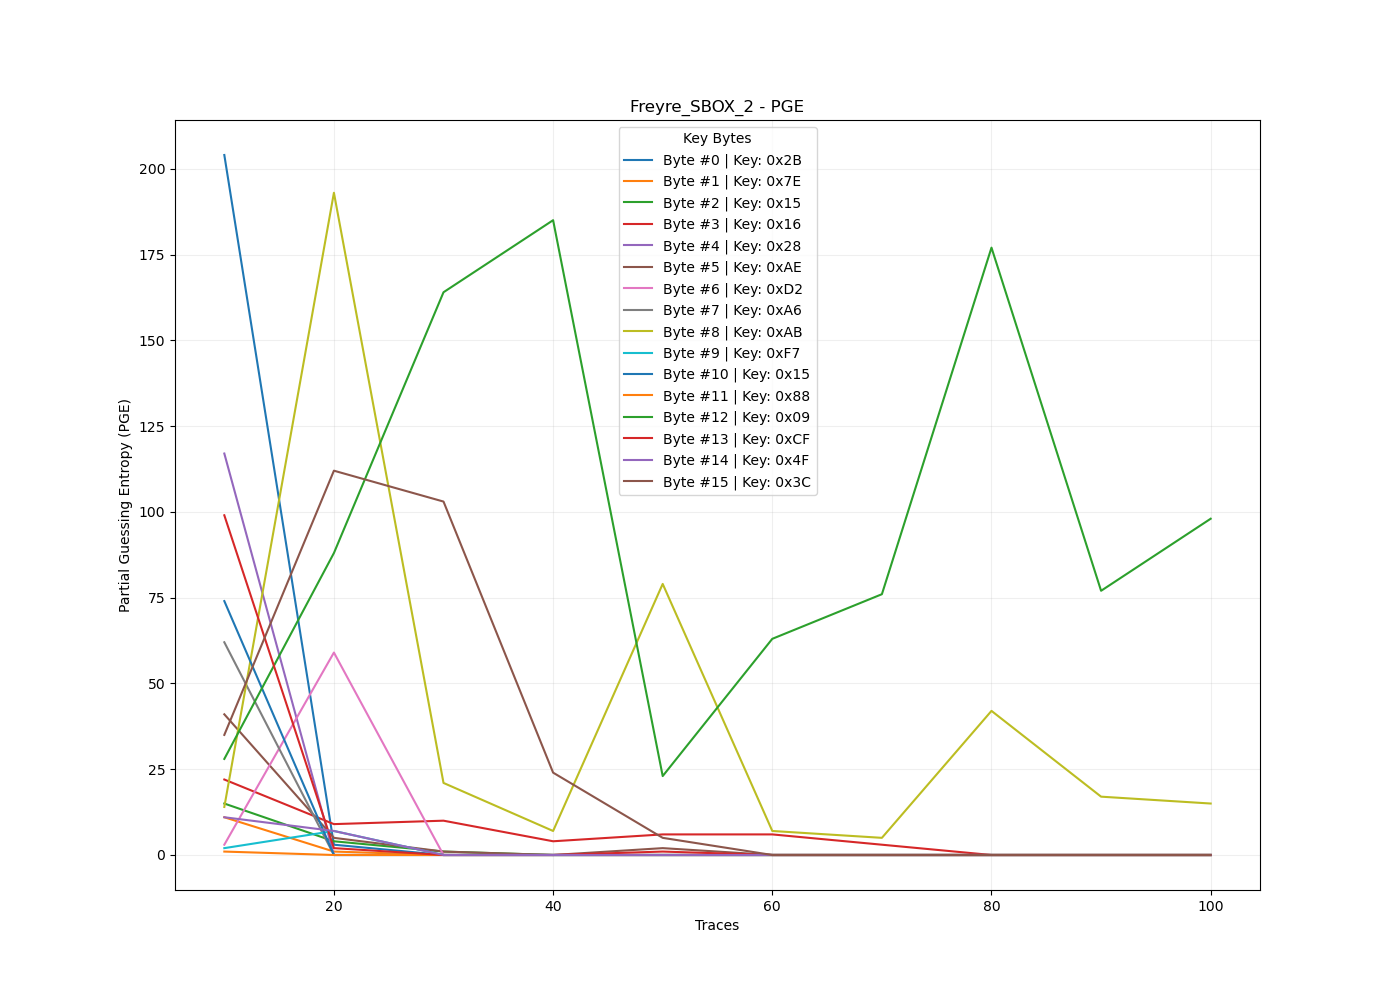 Freyre_SBOX_2 - PGE
Key Bytes
Byte #0 | Key: 0x2B
Byte #1 | Key: 0x7E
Byte #2 | Key: 0x15
Byte #3 | Key: 0x16
Byte #4 | Key: 0x28
Byte #5 | Key: 0xAE
Byte #6 | Key: 0xD2
Byte #7 | Key: 0xA6
Byte #8 | Key: 0xAB
Byte #9 | Key: 0xF7
Byte #10 | Key: 0x15
Byte #11 | Key: 0x88
Byte #12 | Key: 0x09
Byte #13 | Key: 0xCF
Byte #14 | Key: 0x4F
Byte #15 | Key: 0x3C
Partial Guessing Entropy (PGE)
200
175
150
125
100
75
50
25
0
20 40 60 80 100
Traces